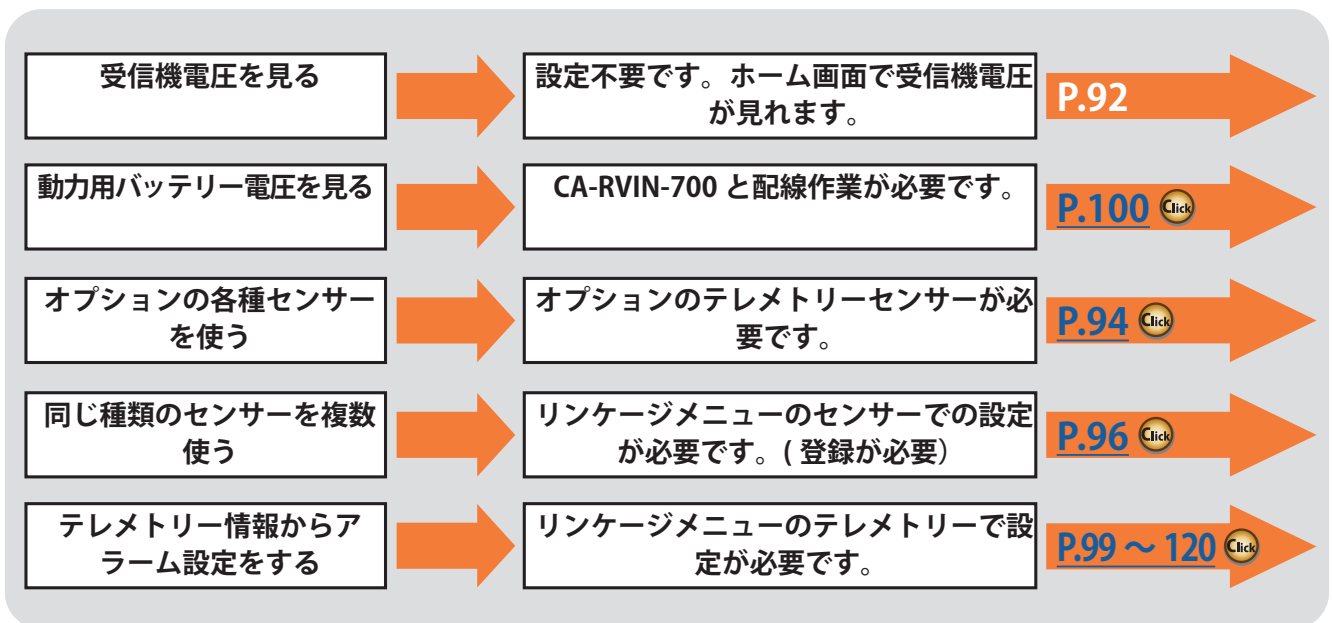 受信機電圧を見る
設定不要です。ホーム画面で受信機電圧
が見れます。
P.92
動力用バッテリー電圧を見る
CA-RVIN-700 と配線作業が必要です。
P.100 Click
オプションの各種センサー
を使う
オプションのテレメトリーセンサーが必
要です。
P.94 Click
同じ種類のセンサーを複数
使う
リンケージメニューのセンサーでの設定
が必要です。( 登録が必要）
P.96 Click
テレメトリー情報からア
ラーム設定をする
リンケージメニューのテレメトリーで設
定が必要です。
P.99 ～ 120 Click